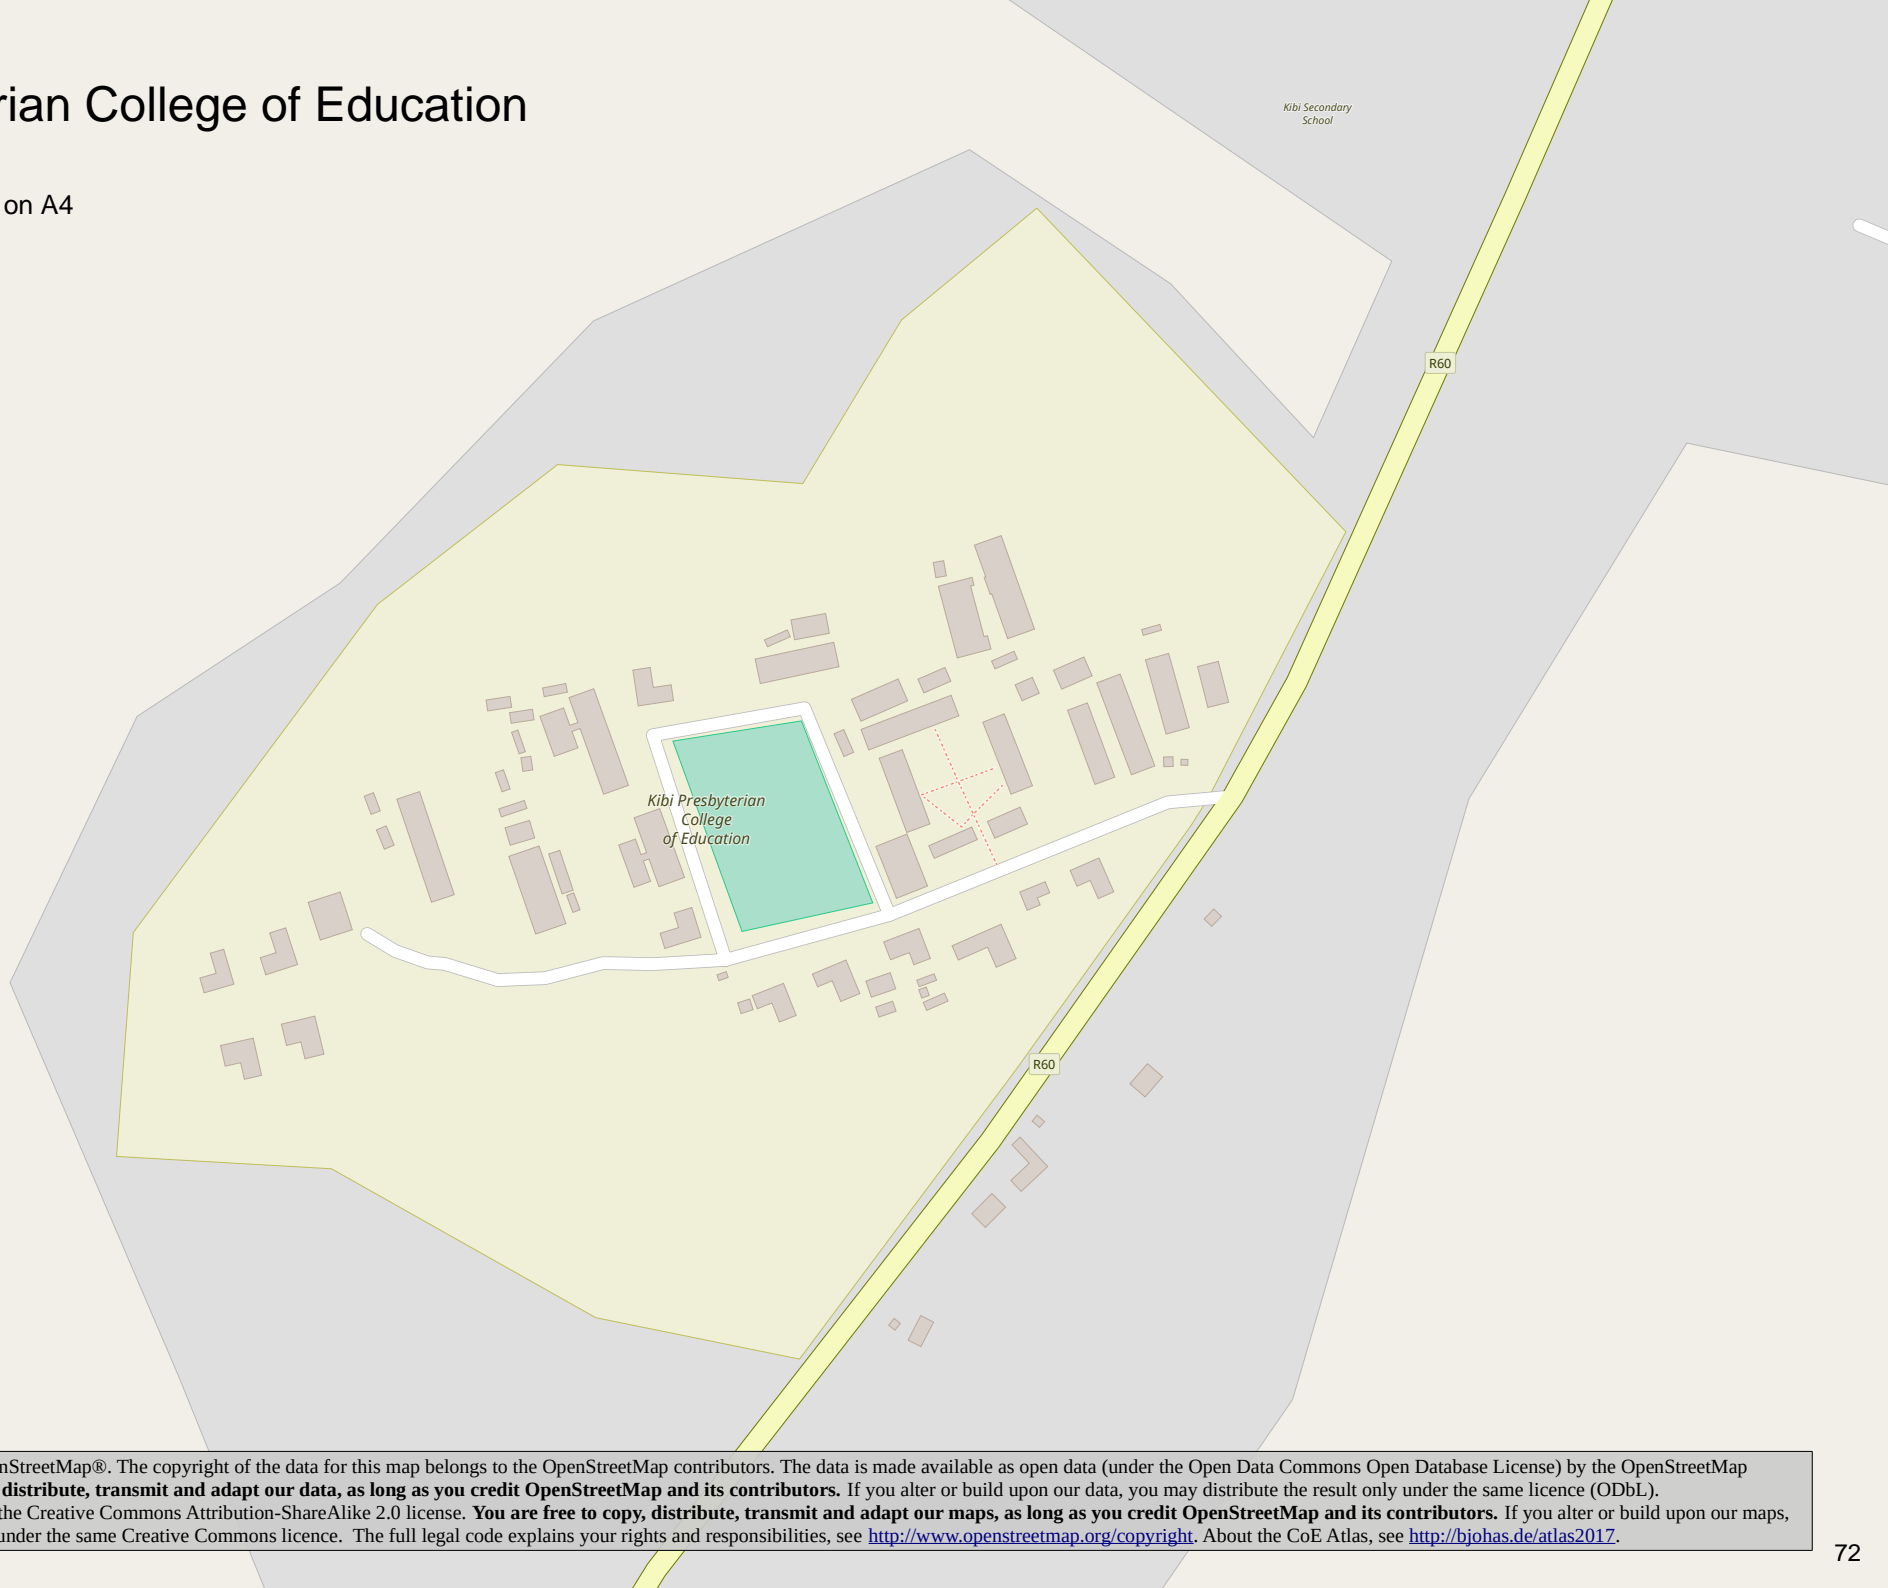 rian College of Education
Kibi Secondary
School
on A4
R60
Kibi Presbyterian
College
of Education
R60
nStreetMap®. The copyright of the data for this map belongs to the OpenStreetMap contributors. The data is made available as open data (under the Open Data Commons Open Database License) by the OpenStreetMap
distribute, transmit and adapt our data, as long as you credit OpenStreetMap and its contributors. If you alter or build upon our data, you may distribute the result only under the same licence (ODbL).
the Creative Commons Attribution-ShareAlike 2.0 license. You are free to copy, distribute, transmit and adapt our maps, as long as you credit OpenStreetMap and its contributors. If you alter or build upon our maps,
under the same Creative Commons licence. The full legal code explains your rights and responsibilities, see http://www.openstreetmap.org/copyright. About the CoE Atlas, see http://bjohas.de/atlas2017.
72